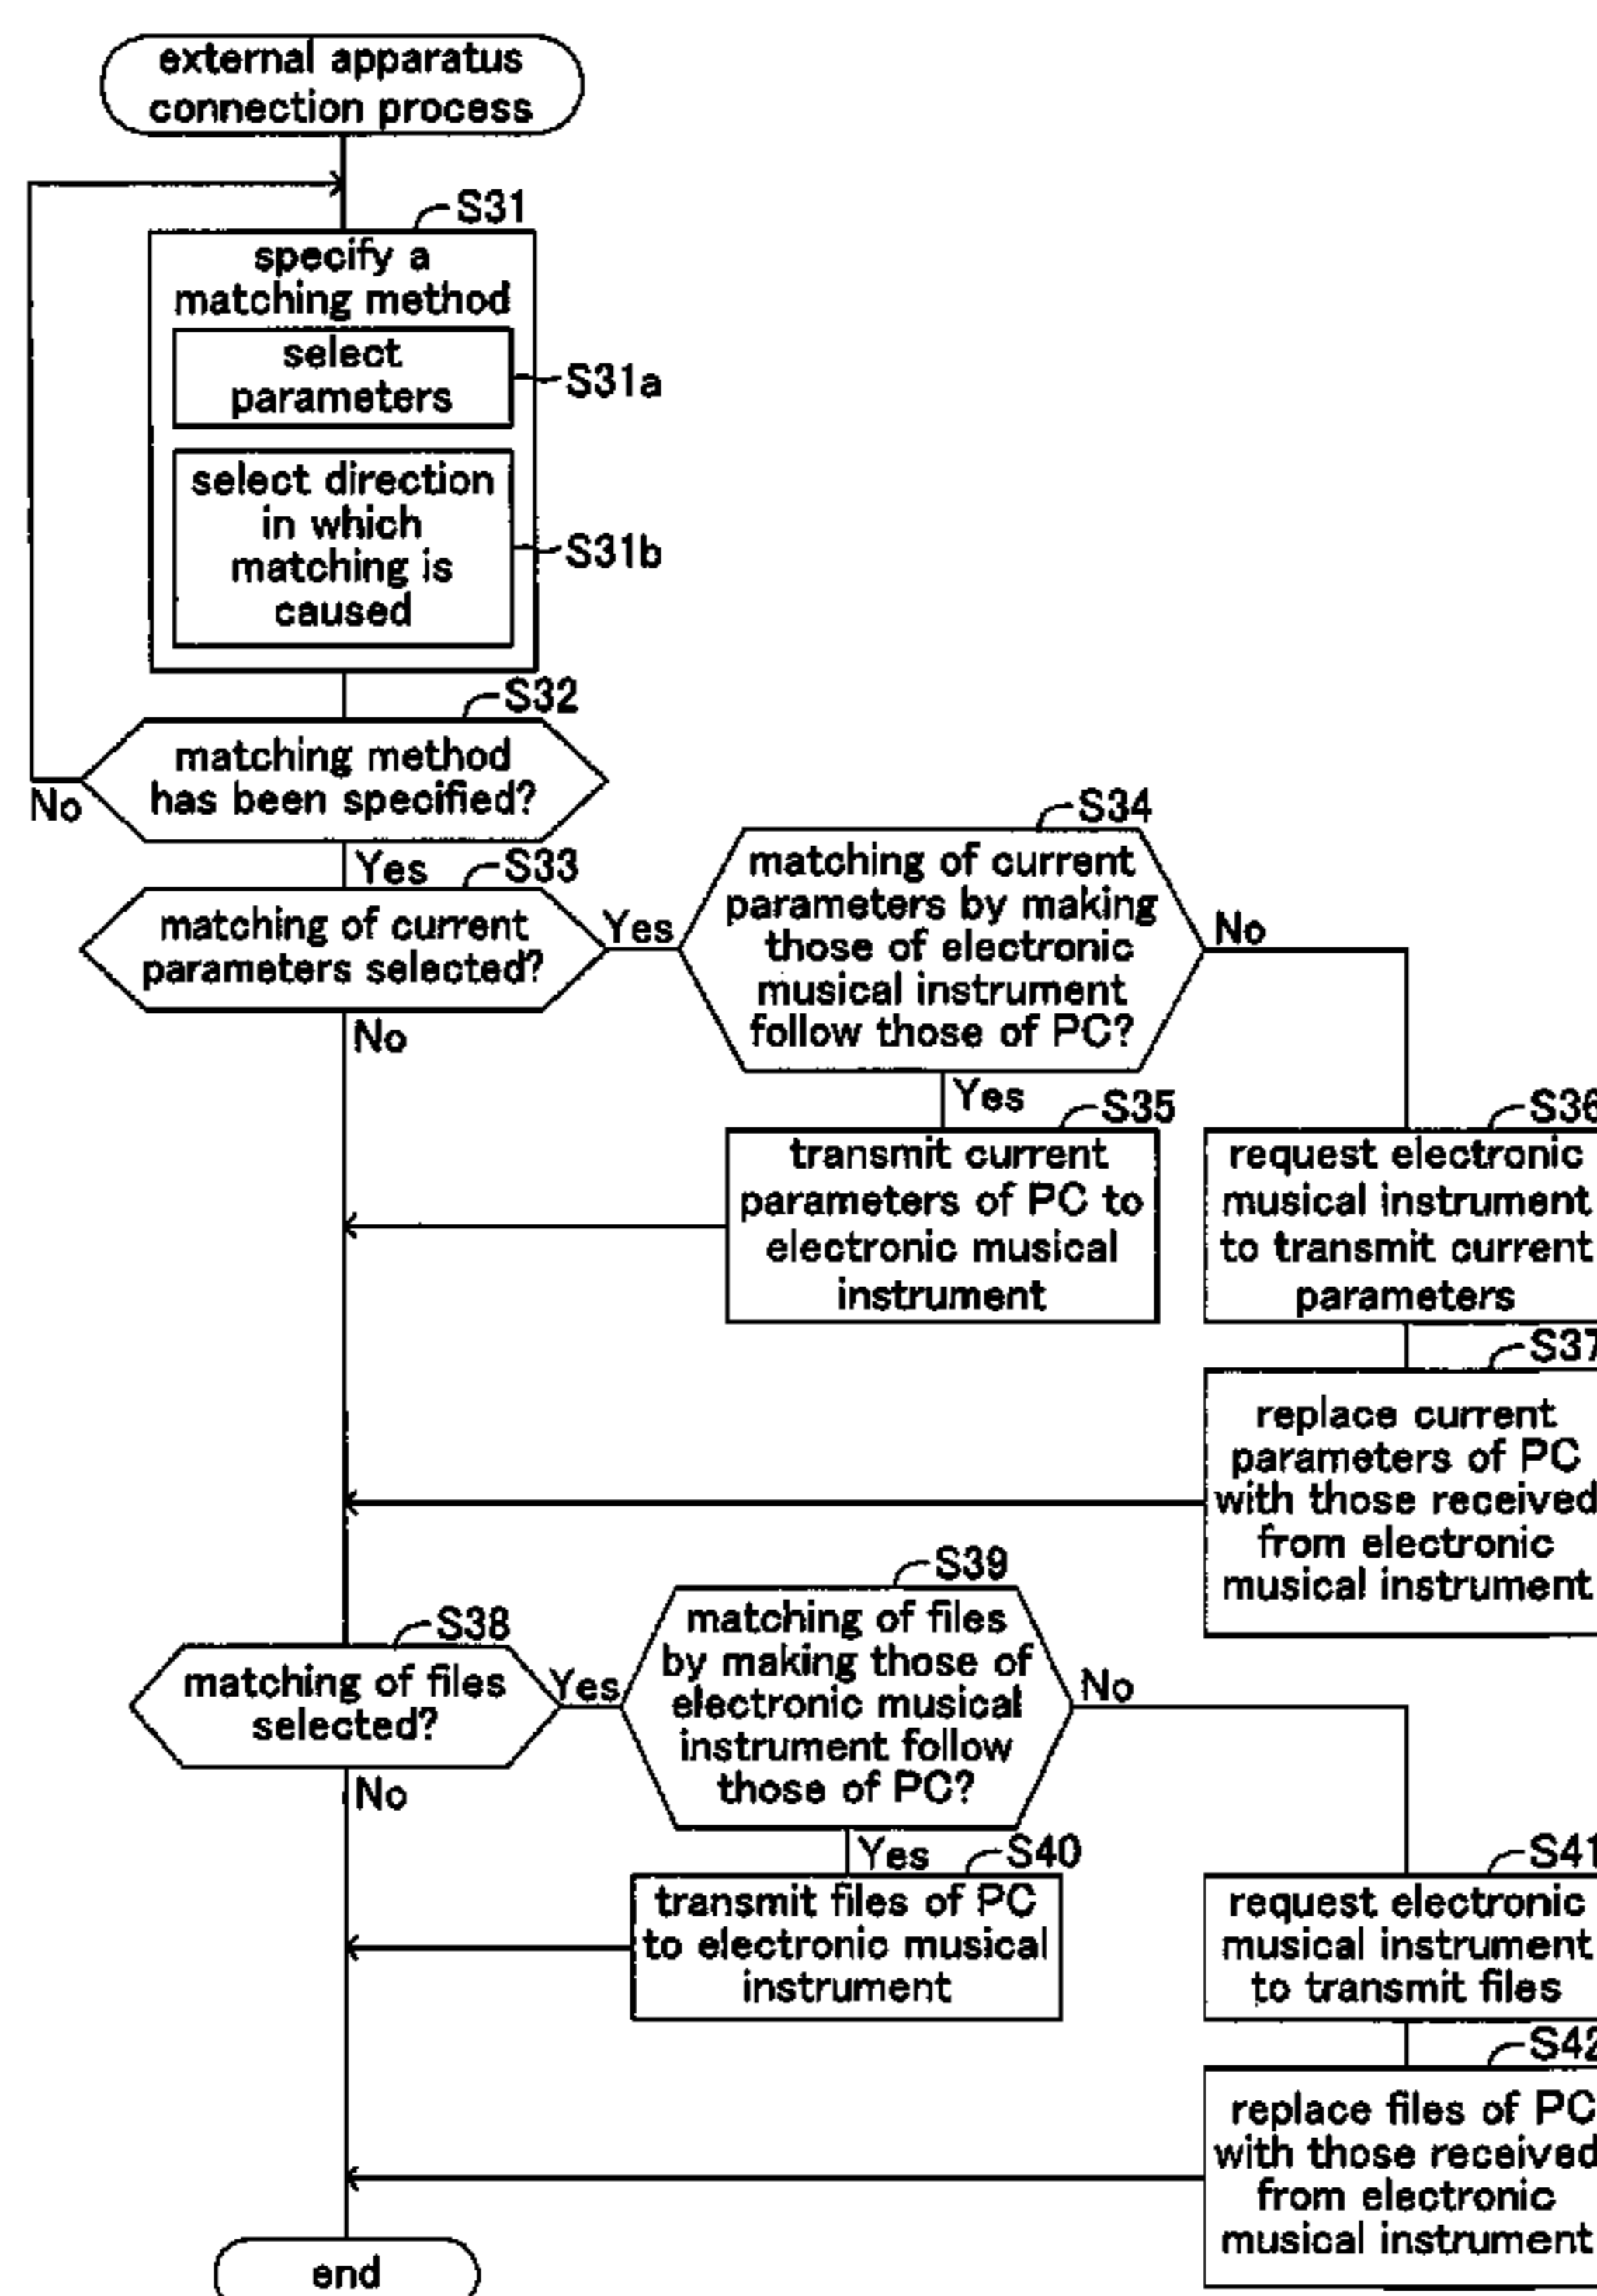 external apparatus
connection process
S31
specify a
matching method
select
parameters
S31a
select direction
in which
matching is
caused
S31b
S32
matching method
has been specified?
No
Yes
S33
matching of current
parameters selected?
Yes
No
S34
matching of current
parameters by making
those of electronic
musical instrument
follow those of PC?
No
Yes
S35
transmit current
parameters of PC to
electronic musical
instrument
S36
request electronic
musical instrument
to transmit current
parameters
S37
replace current
parameters of PC
with those received
from electronic
musical instrument
S38
matching of files
selected?
Yes
No
S39
matching of files
by making those of
electronic musical
instrument follow
those of PC?
No
Yes
S40
transmit files of PC
to electronic musical
instrument
S41
request electronic
musical instrument
to transmit files
S42
replace files of PC
with those received
from electronic
musical instrument
end